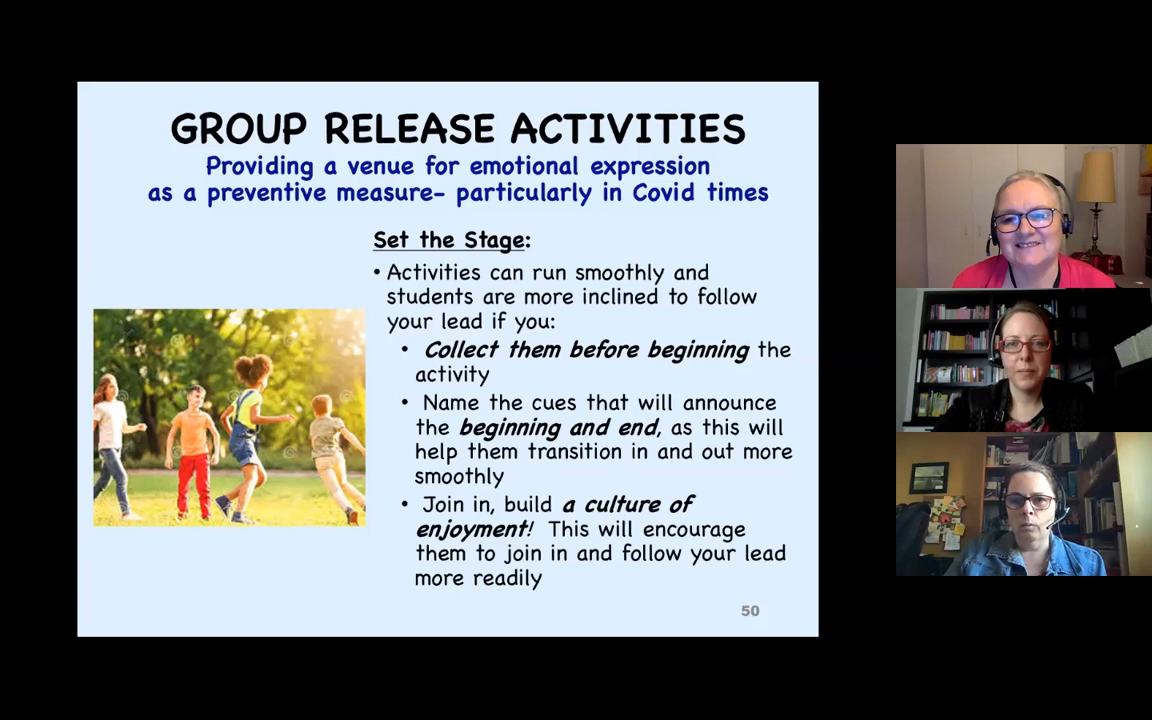 GROUP RELEASE ACTIVITIES
Providing a venue for emotional expression
as a preventive measure- particularly in Covid times
Set the Stage:
• Activities can run smoothly and
students are more inclined to follow
your lead if you:
• Collect them before beginning the
activity
• Name the cues that will announce
the beginning and end, as this will
help them transition in and out more
smoothly
• Join in, build a culture of
enjoyment! This will encourage
them to join in and follow your lead
more readily
50